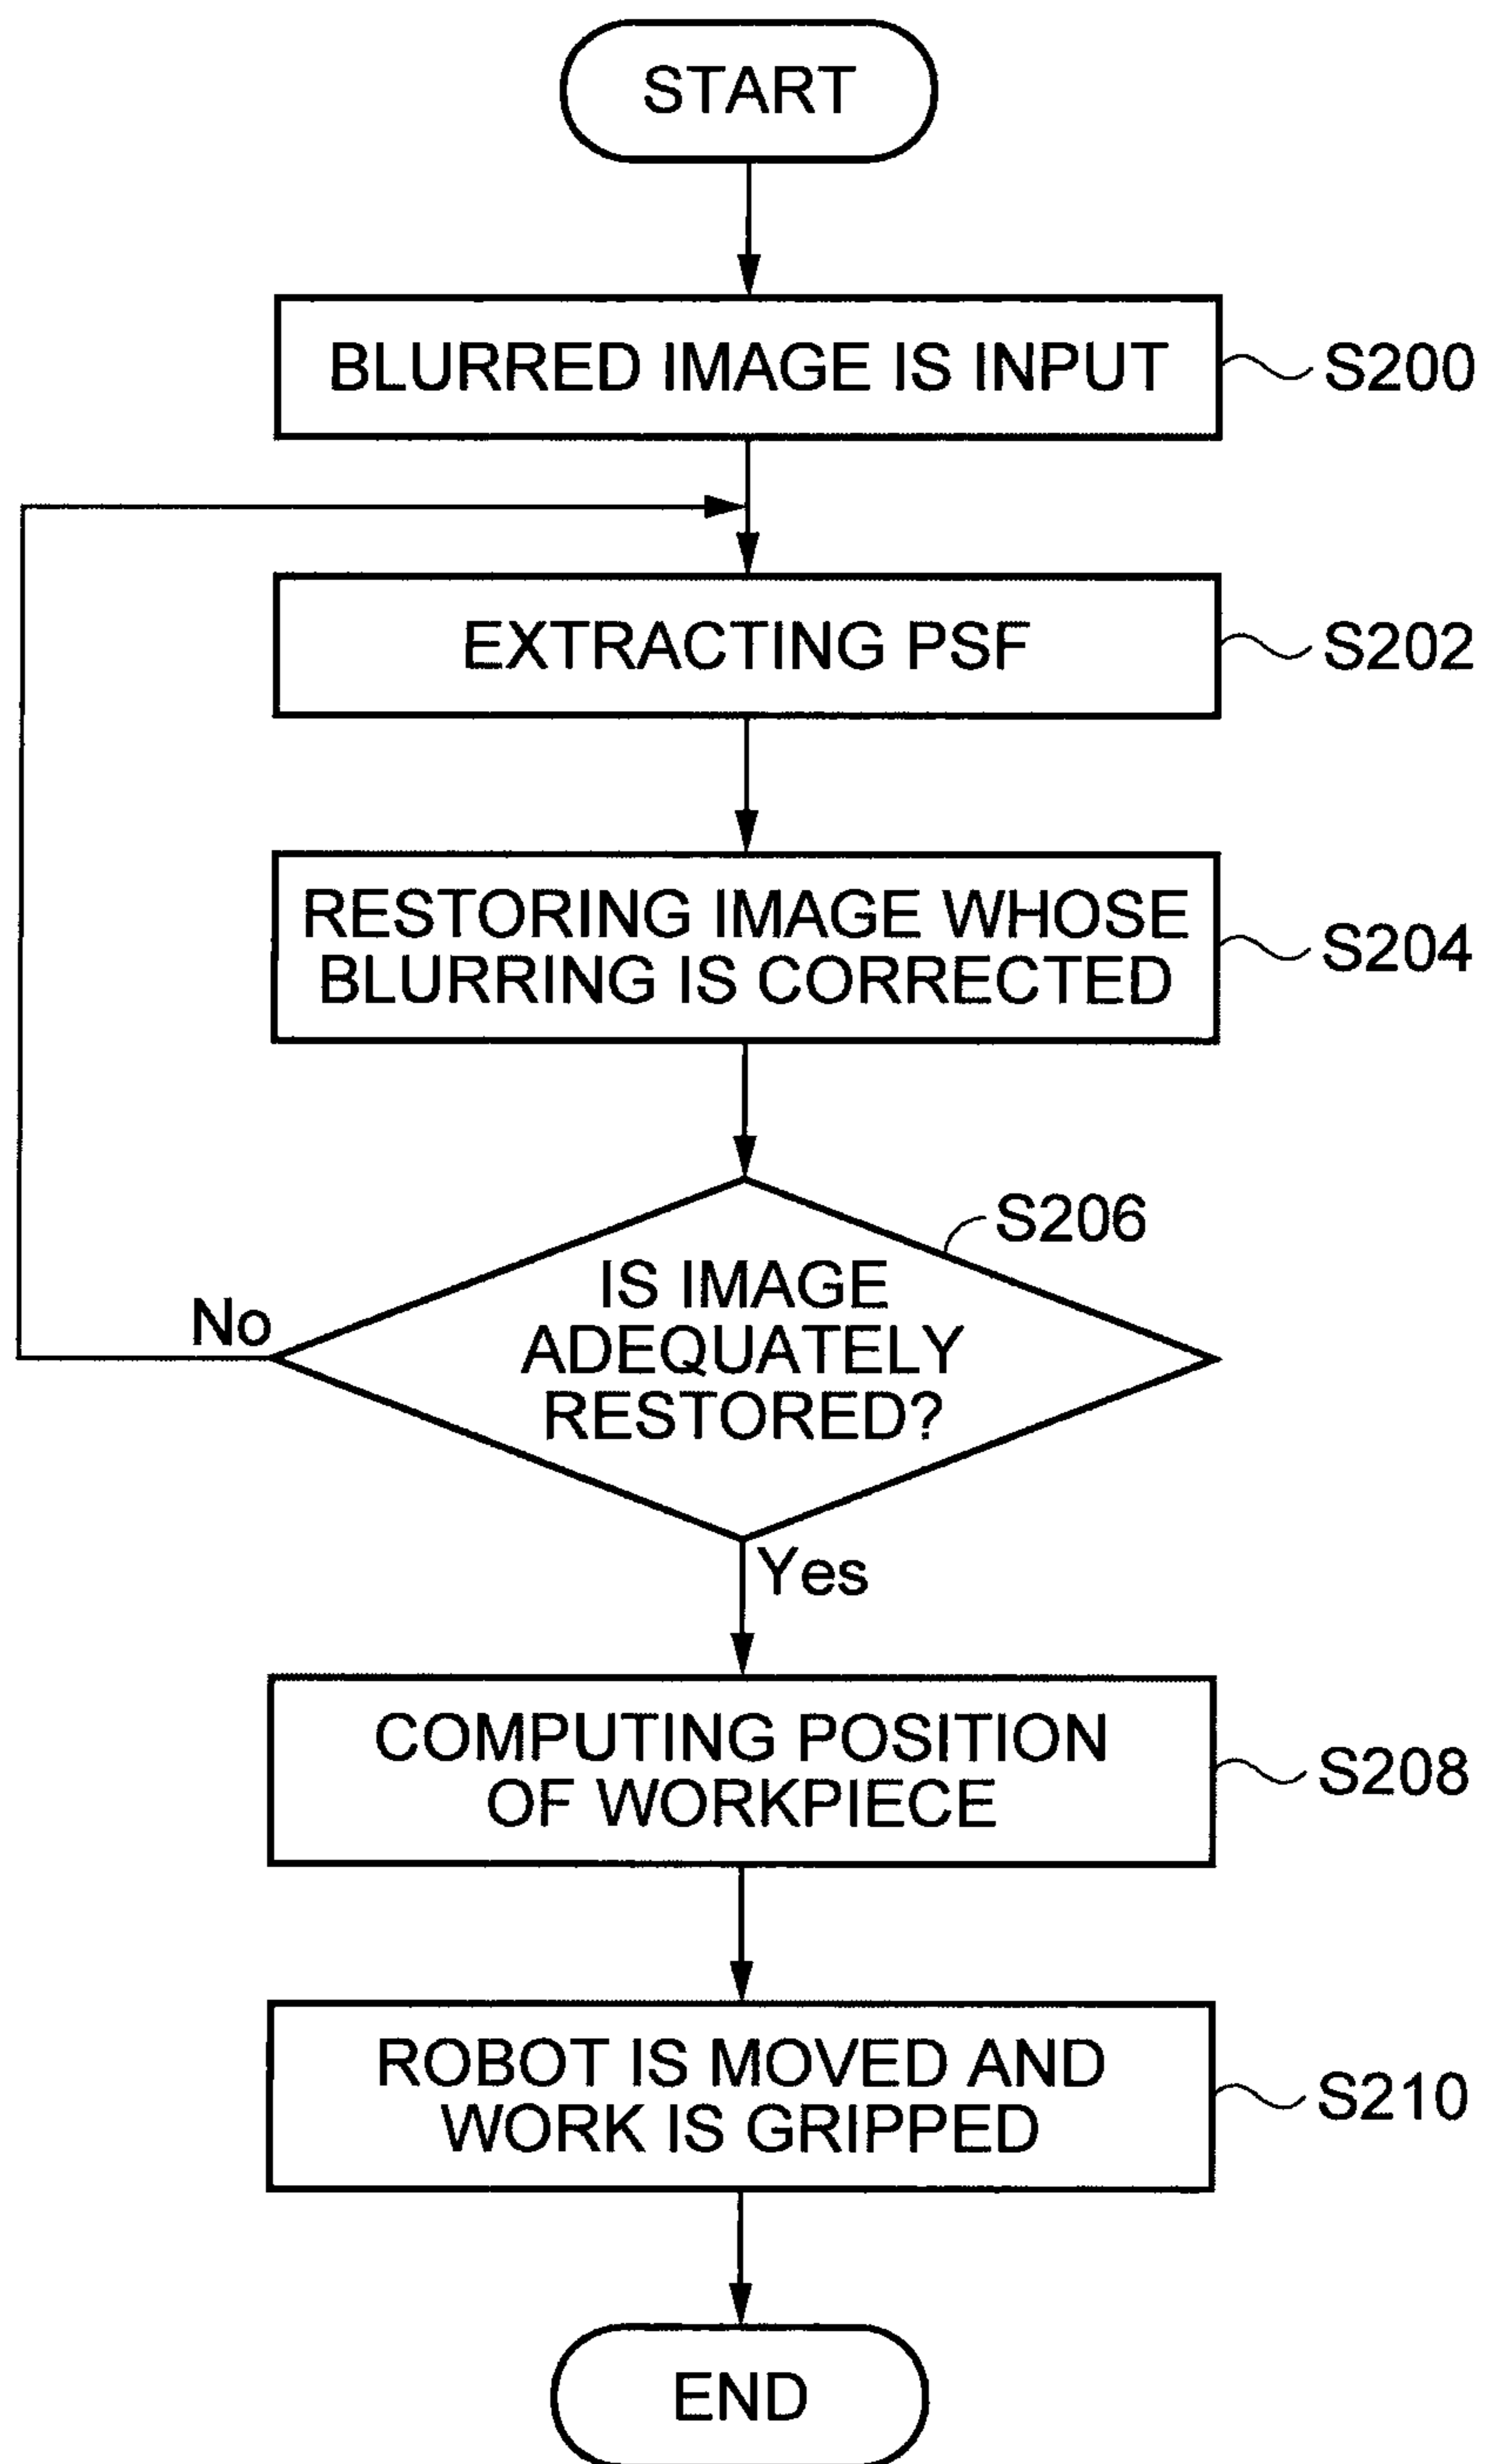 START
BLURRED IMAGE IS INPUT
S200
EXTRACTING PSF
S202
RESTORING IMAGE WHOSE
BLURRING IS CORRECTED
S204
S206
IS IMAGE
ADEQUATELY
RESTORED?
No
Yes
COMPUTING POSITION
OF WORKPIECE
S208
ROBOT IS MOVED AND
WORK IS GRIPPED
S210
END